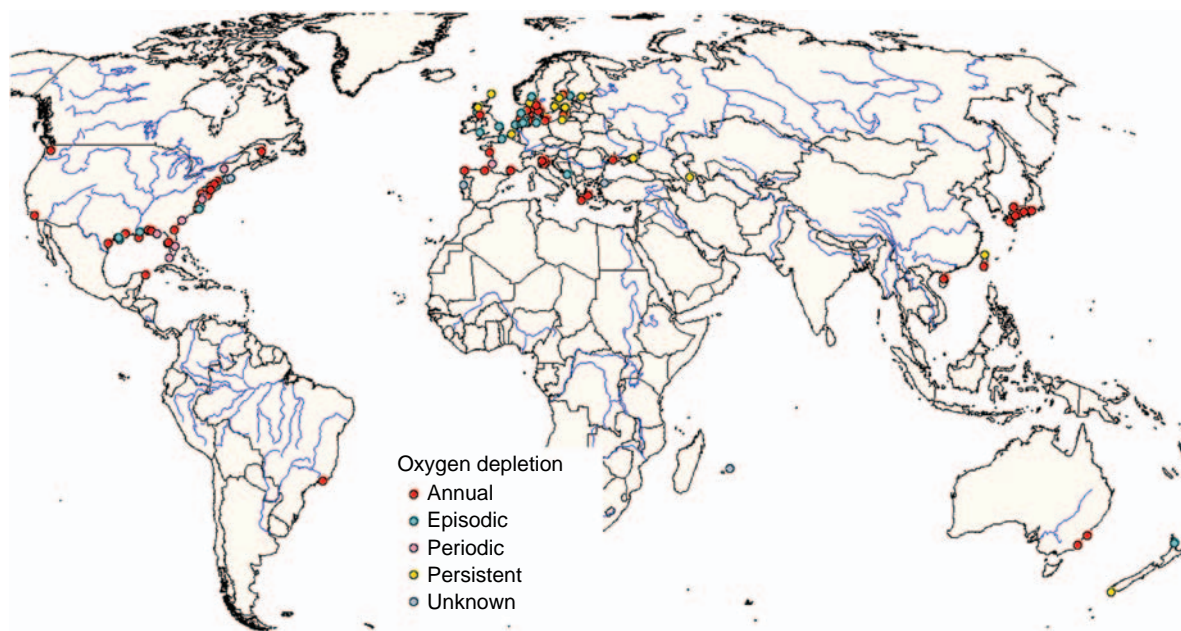 Oxygen depletion
Annual
Episodic
Periodic
Persistent
Unknown